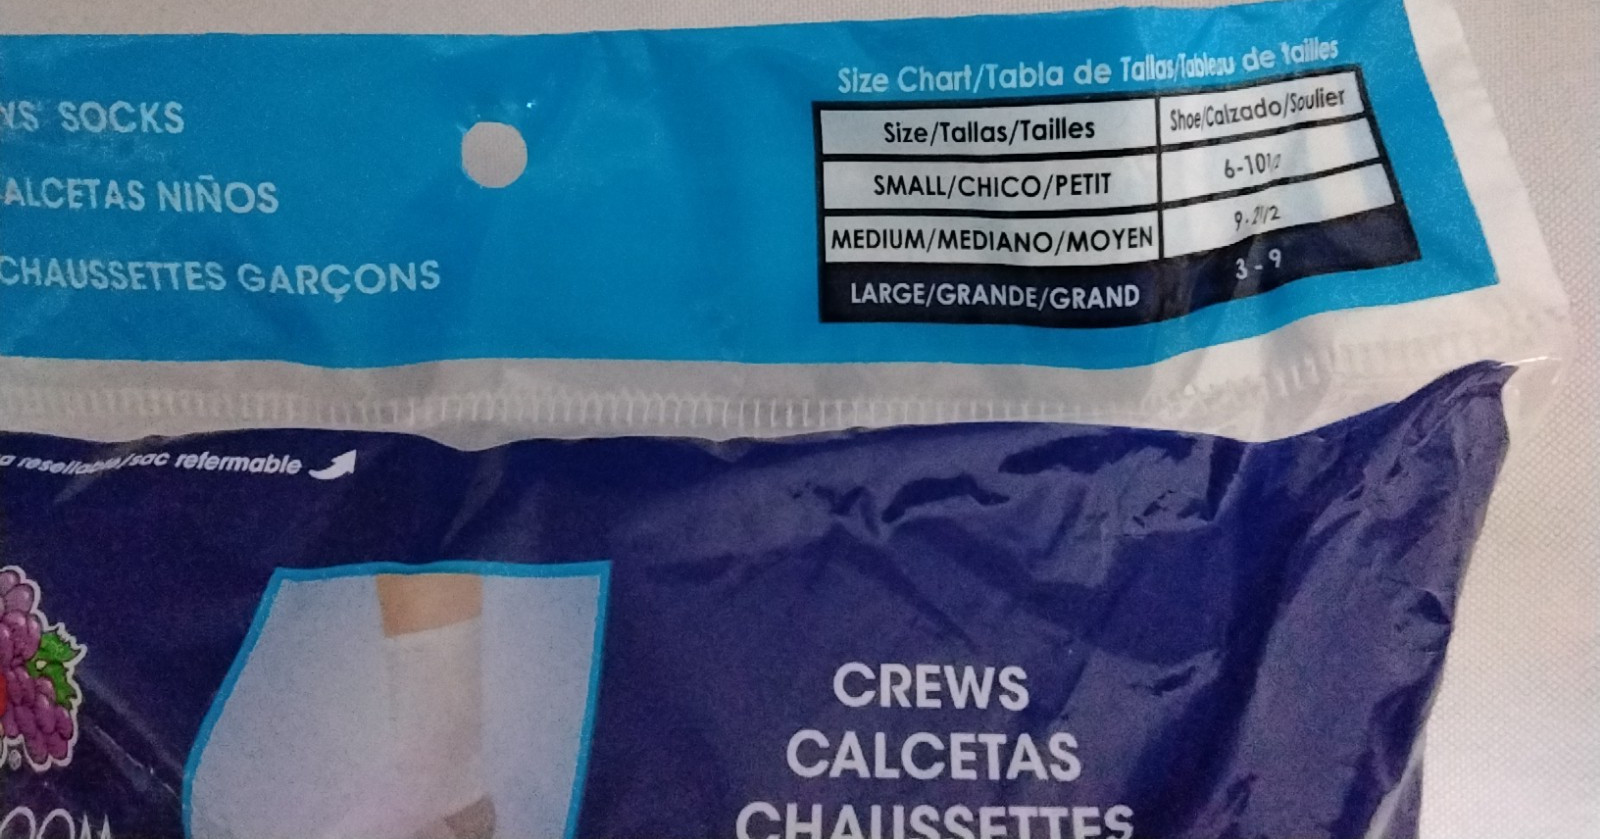 SOCKS
NIÑOS
CHAUSSETTES GARÇONS
Size Chart/Tabla de Tallas/Tableau de tailles
Size/Tallas/Tailles Shoe/Calzado/Soulier
SMALL/CHICO/PETIT 6-10½
MEDIUM/MEDIANO/MOYEN 9-2½
LARGE/GRANDE/GRAND 3-9
resellable/sac refermable
CREWS
CALCETAS
CHAUSSETTES